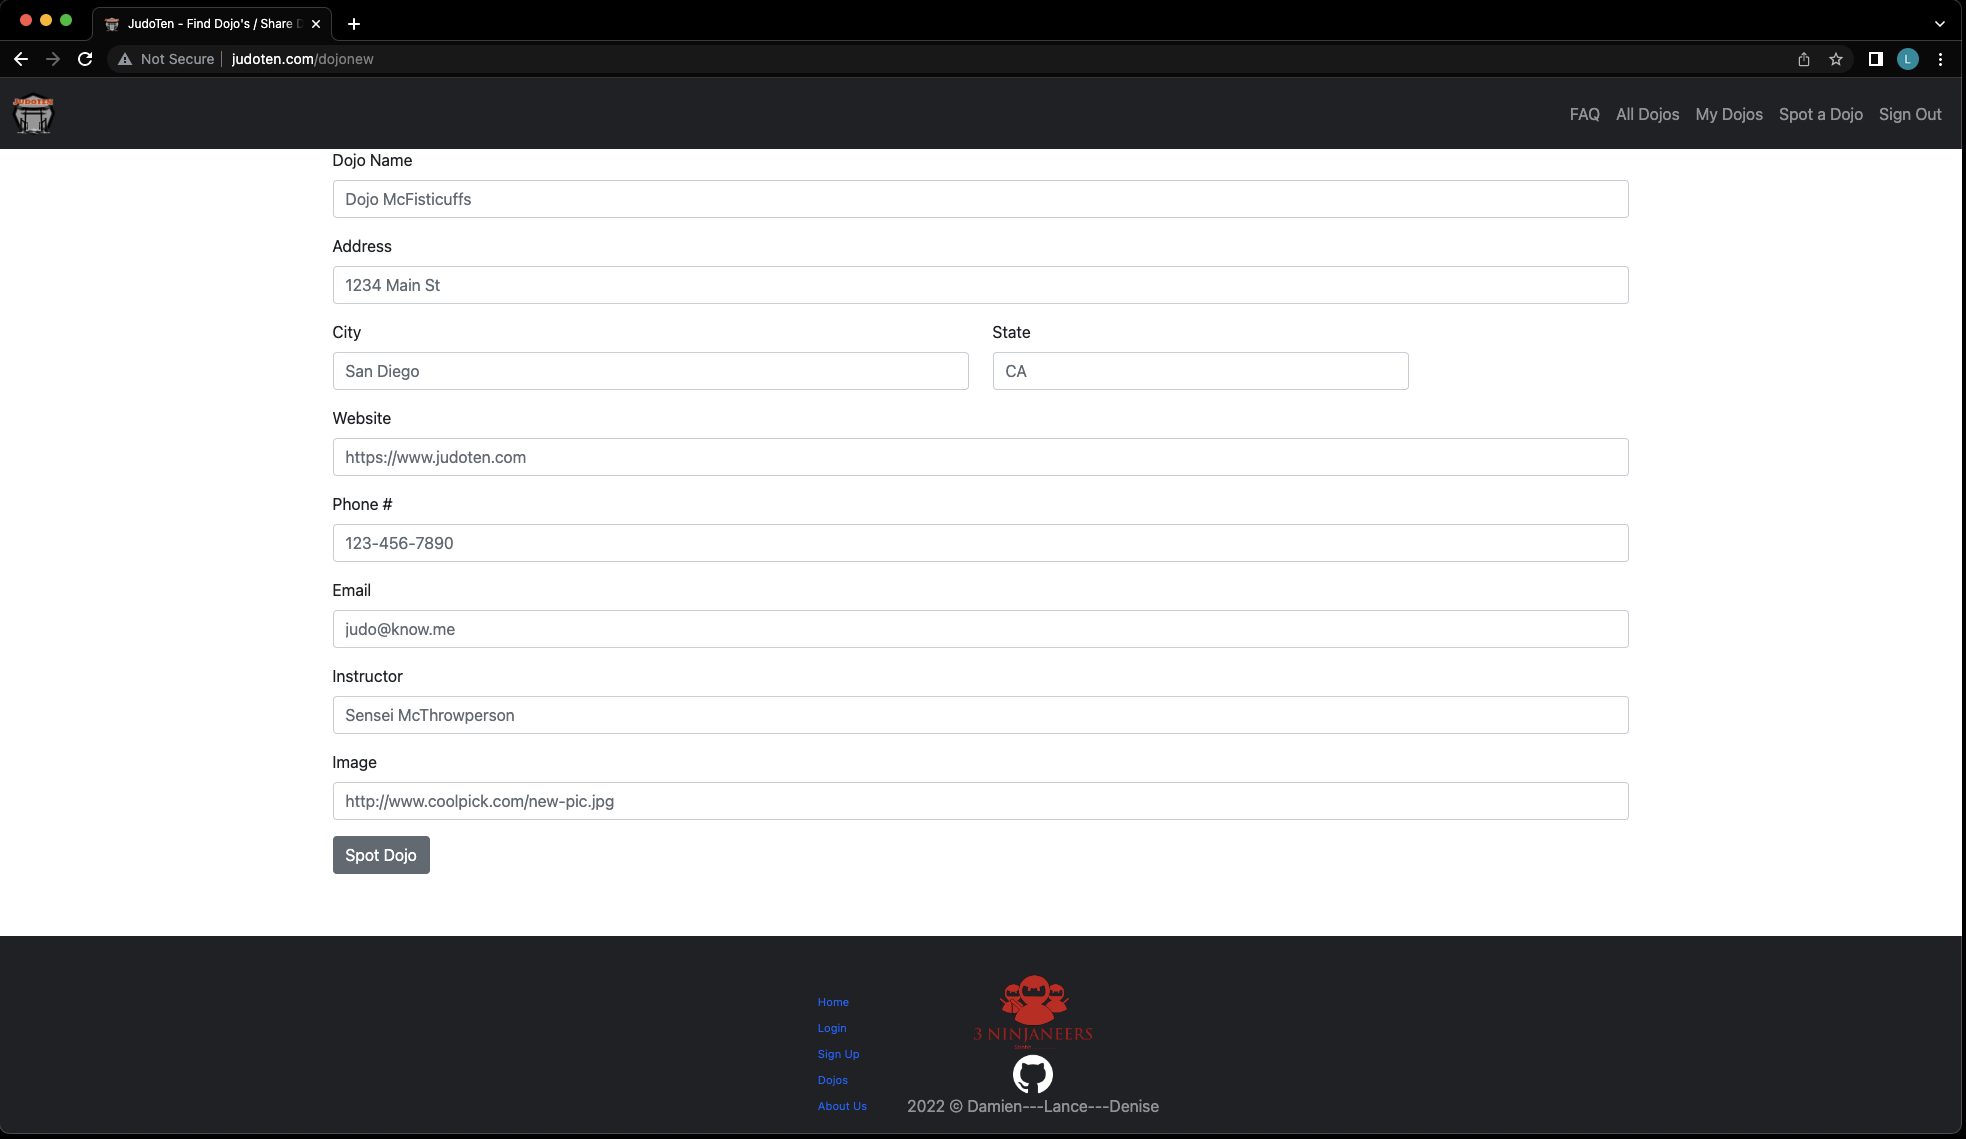 JudoTen - Find Dojo's / Share D
Not Secure judoten.com/dojonew
JUDOTEN
FAQ All Dojos My Dojos Spot a Dojo Sign Out
Dojo Name
Dojo McFisticuffs
Address
1234 Main St
City State
San Diego CA
Website
https://www.judoten.com
Phone #
123-456-7890
Email
judo@know.me
Instructor
Sensei McThrowperson
Image
http://www.coolpick.com/new-pic.jpg
Spot Dojo
Home
Login
Sign Up
Dojos
About Us
3 NINJANEERS
2022 © Damien---Lance---Denise
L